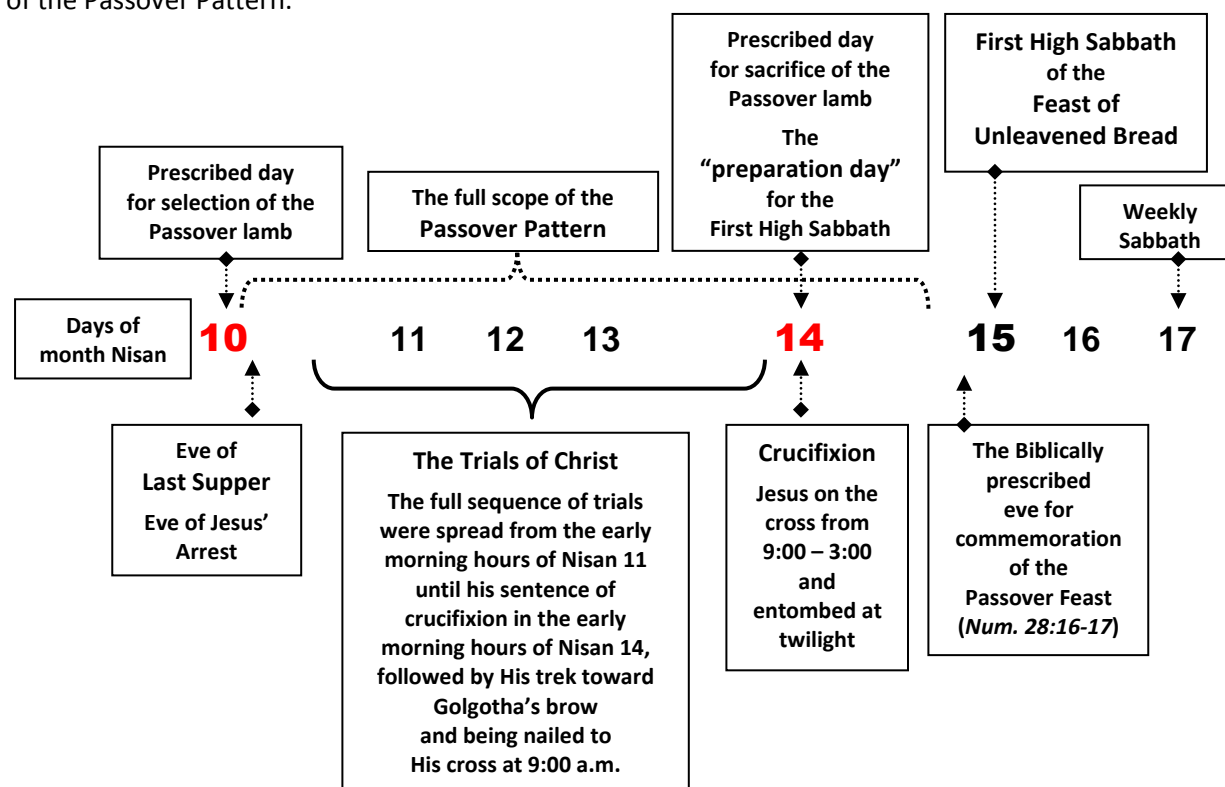 of the Passover Pattern.
Prescribed day
for sacrifice of the
Passover lamb
The
“preparation day”
for the
First High Sabbath
First High Sabbath
of the
Feast of
Unleavened Bread
Prescribed day
for selection of the
Passover lamb
The full scope of the
Passover Pattern
Weekly
Sabbath
Days of
month Nisan
10 11 12 13 14 15 16 17
Eve of
Last Supper
Eve of Jesus’
Arrest
The Trials of Christ
The full sequence of trials
were spread from the early
morning hours of Nisan 11
until his sentence of
crucifixion in the early
morning hours of Nisan 14,
followed by His trek toward
Golgotha’s brow
and being nailed to
His cross at 9:00 a.m.
Crucifixion
Jesus on the
cross from
9:00 – 3:00
and
entombed at
twilight
The Biblically
prescribed
eve for
commemoration
of the
Passover Feast
(Num. 28:16-17)